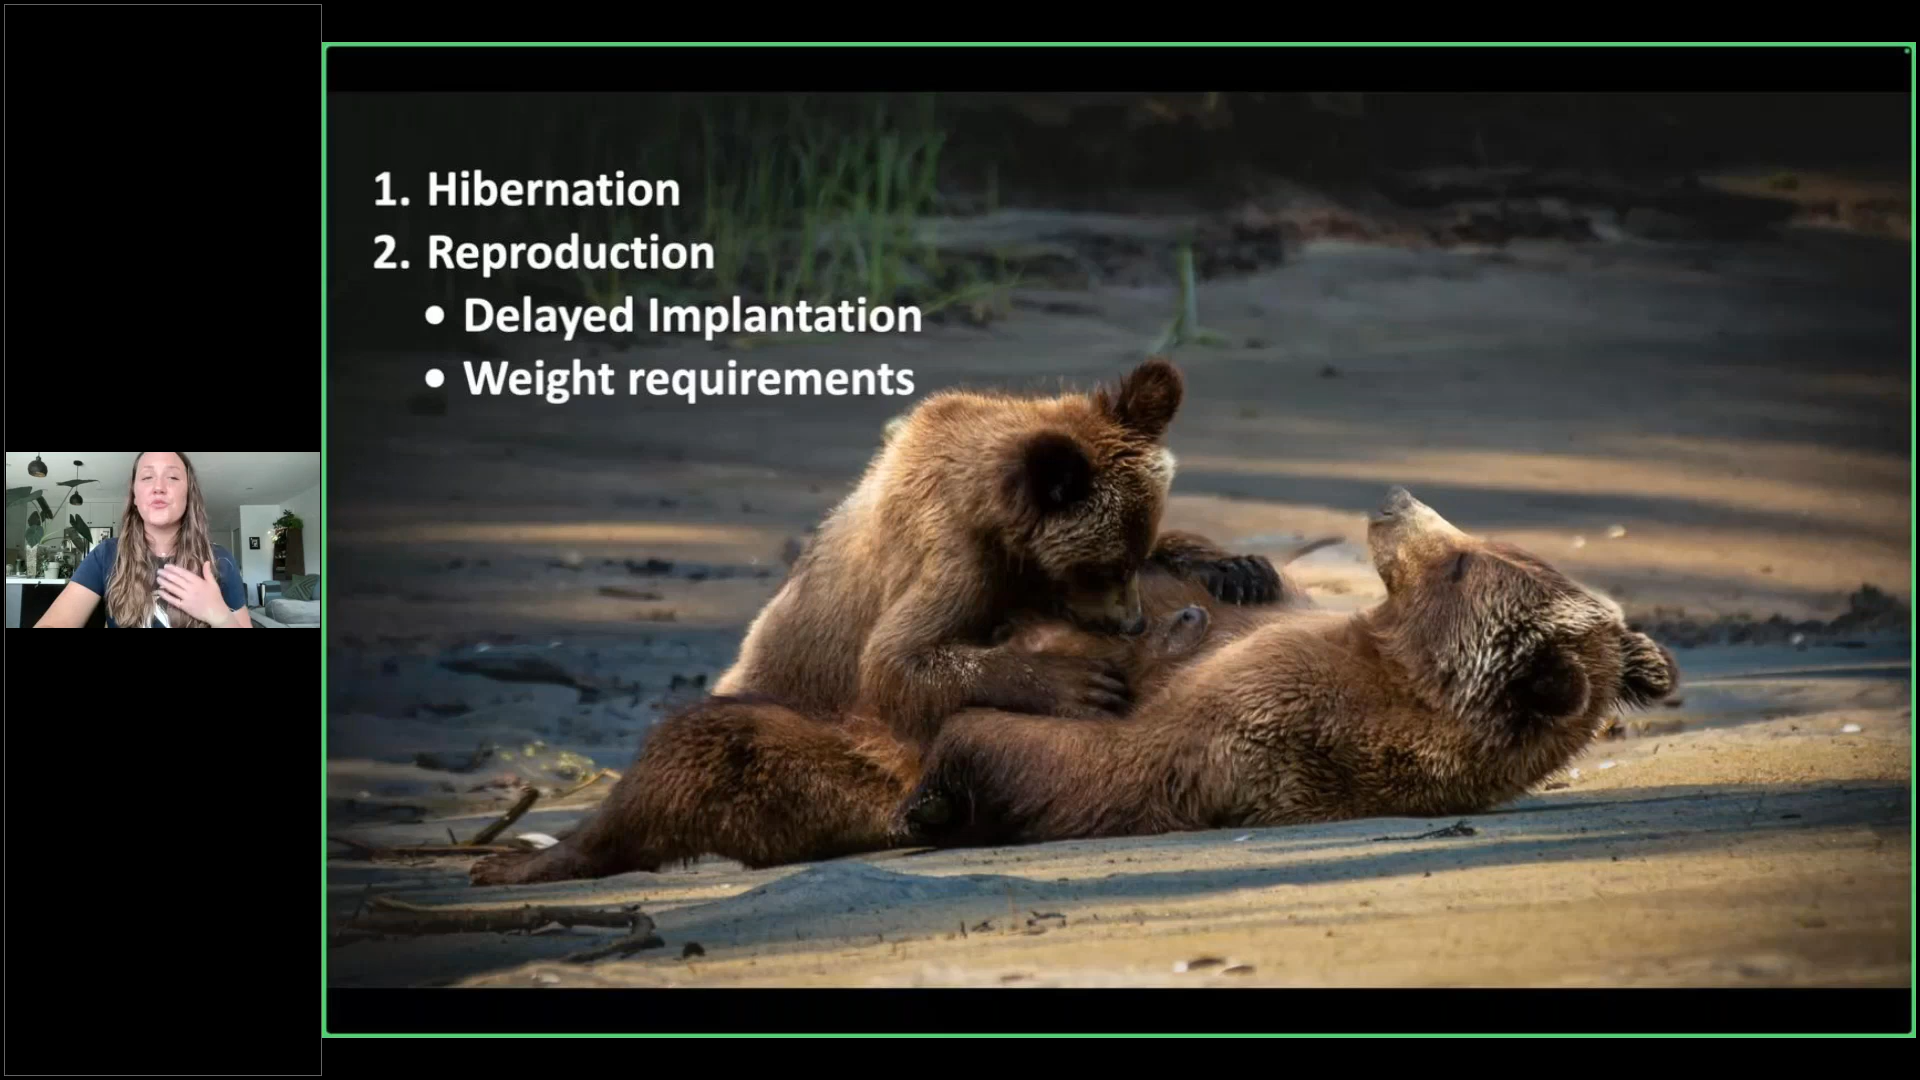 1. Hibernation
2. Reproduction
• Delayed Implantation
• Weight requirements